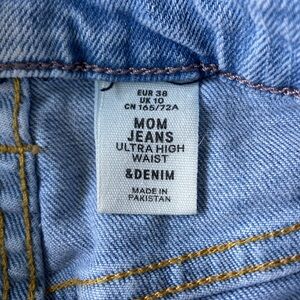 EUR 38
UK 10
CN 165/72A
MOM
JEANS
ULTRA HIGH
WAIST
&DENIM
MADE IN
PAKISTAN